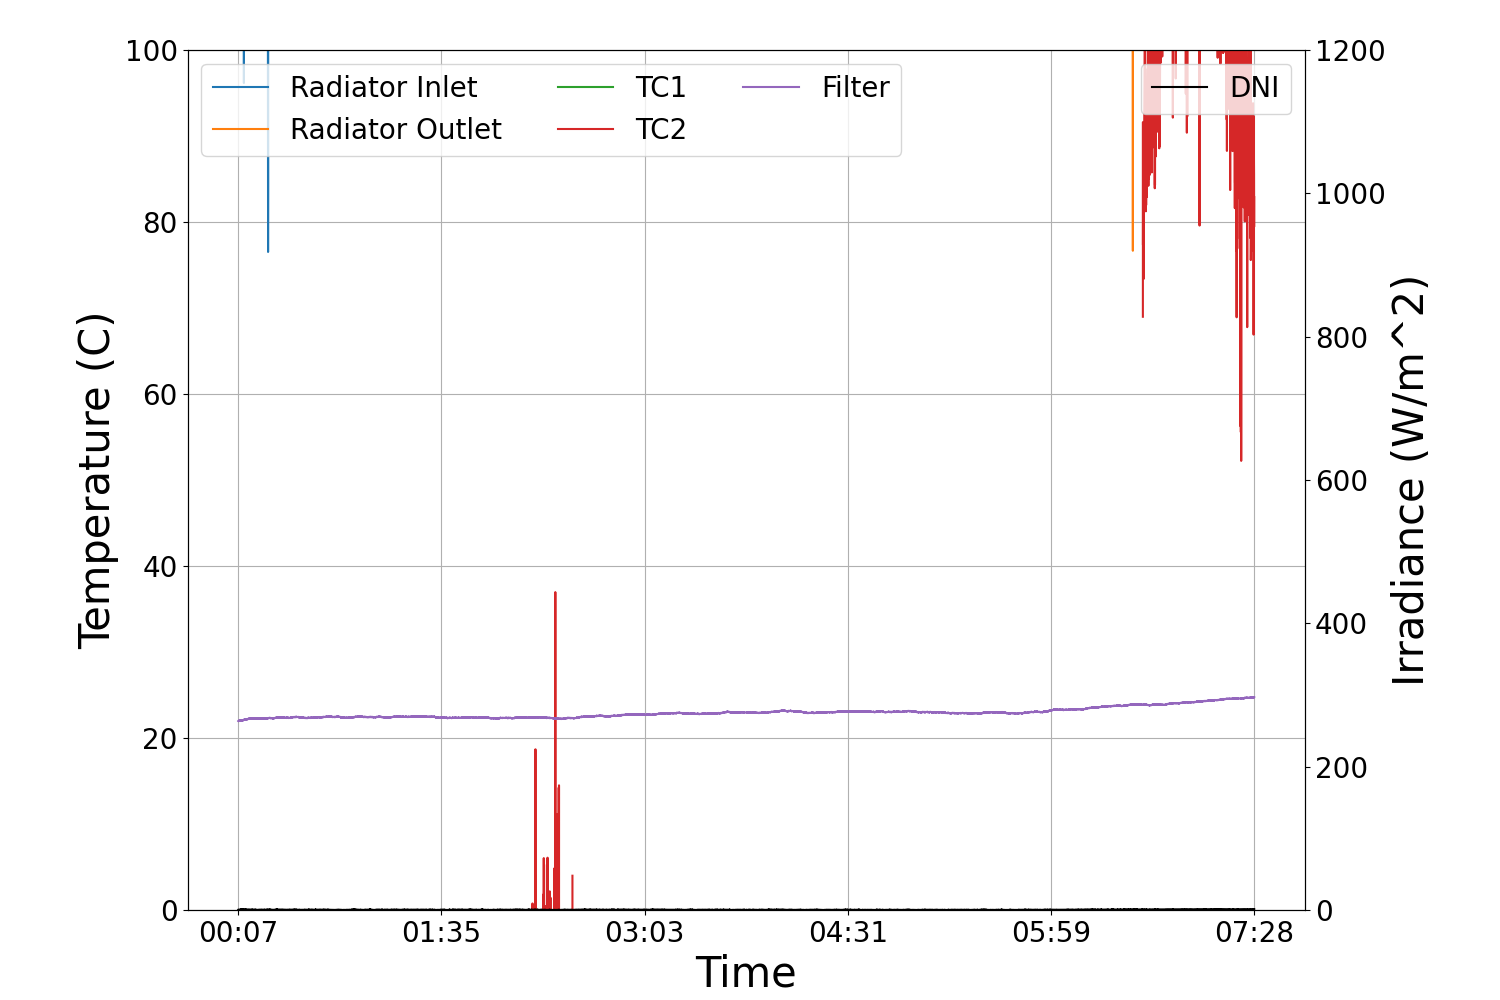 100
80
60
40
20
0
Temperature (C)
Radiator Inlet
Radiator Outlet
TC1
TC2
Filter
DNI
1200
1000
800
600
400
200
0
Irradiance (W/m^2)
00:07 01:35 03:03 04:31 05:59 07:28
Time